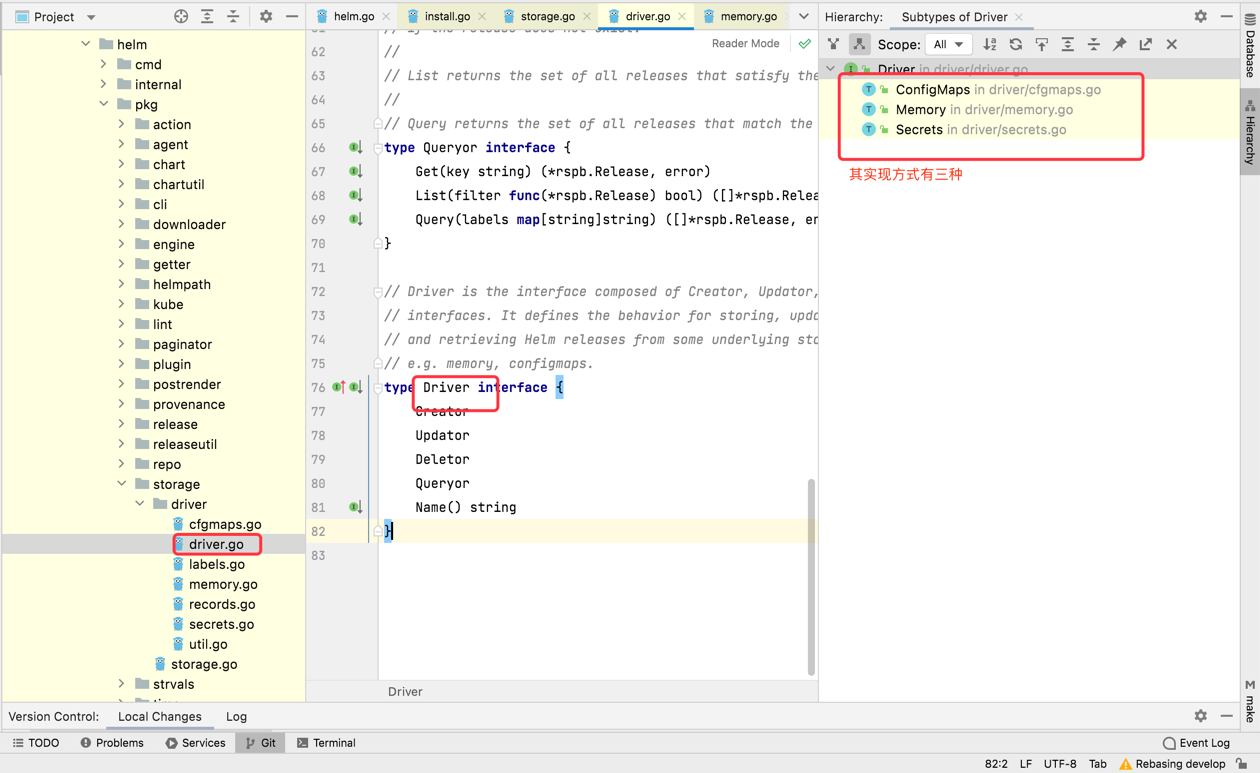 Project
helm.go
install.go
storage.go
driver.go
memory.go
Hierarchy:
Subtypes of Driver
helm
cmd
internal
pkg
action
agent
chart
chartutil
cli
downloader
engine
getter
helmpath
kube
lint
paginator
plugin
postrender
provenance
release
releaseutil
repo
storage
driver
cfgmaps.go
driver.go
labels.go
memory.go
records.go
secrets.go
util.go
storage.go
strvals
Reader Mode
// if the release does not exist.
62 //
63 // List returns the set of all releases that satisfy the
64 //
65 // Query returns the set of all releases that match the
66 type Queryor interface {
67 Get(key string) (*rspb.Release, error)
68 List(filter func(*rspb.Release) bool) ([]*rspb.Relea
69 Query(labels map[string]string) ([]*rspb.Release, er
70 }
71
72 // Driver is the interface composed of Creator, Updator,
73 // interfaces. It defines the behavior for storing, upda
74 // and retrieving Helm releases from some underlying sto
75 // e.g. memory, configmaps.
76 type Driver interface {
77 Creator
78 Updator
79 Deletor
80 Queryor
81 Name() string
82 }
83
Driver
Scope: All
Driver in driver/driver.go
ConfigMaps in driver/cfgmaps.go
Memory in driver/memory.go
Secrets in driver/secrets.go
其实现方式有三种
Database
Hierarchy
M make
Version Control:
Local Changes
Log
TODO
Problems
Services
Git
Terminal
Event Log
82:2
LF
UTF-8
Tab
Rebasing develop